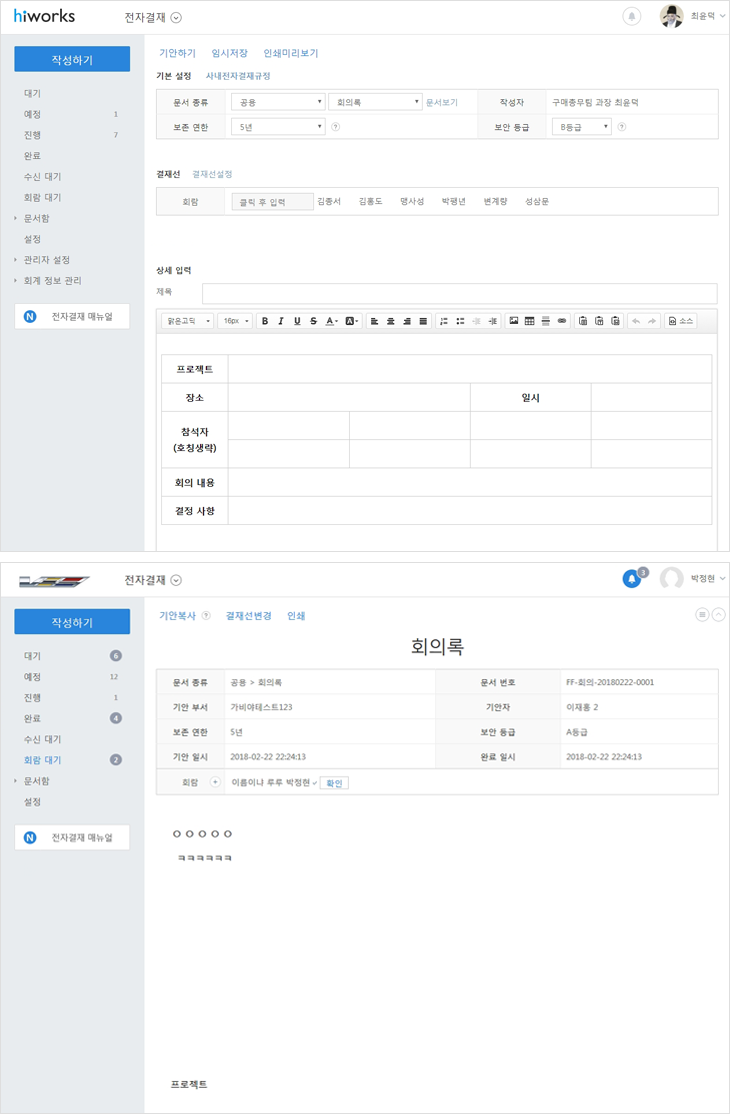 hiworks 전자결재 최윤덕
작성하기
대기
예정 1
진행 7
완료
수신 대기
회람 대기
문서함
설정
관리자 설정
회계 정보 관리
N 전자결재 매뉴얼
기안하기 임시저장 인쇄미리보기
기본 설정 사내전자결재규정
문서 종류 공용 회의록 문서보기 작성자 구매총무팀 과장 최윤덕
보존 연한 5년 ? 보안 등급 B등급 ?
결재선 결재선설정
회람 클릭 후 입력 김종서 김홍도 맹사성 박팽년 변계량 성삼문
상세 입력
제목
맑은고딕 16px B I U S A A 소스
프로젝트
장소 일시
참석자
(호칭생략)
회의 내용
결정 사항
전자결재 3 박정현
작성하기
대기 6
예정 12
진행 1
완료 4
수신 대기
회람 대기 2
문서함
설정
N 전자결재 매뉴얼
기안복사 ? 결재선변경 인쇄
회의록
문서 종류 공용 > 회의록 문서 번호 FF-회의-20180222-0001
기안 부서 가비아테스트123 기안자 이재홍 2
보존 연한 5년 보안 등급 A등급
기안 일시 2018-02-22 22:24:13 완료 일시 2018-02-22 22:24:13
회람 + 이름이냐 루루 박정현 확인
ㅇㅇㅇㅇㅇ
ㅋㅋㅋㅋㅋㅋ
프로젝트